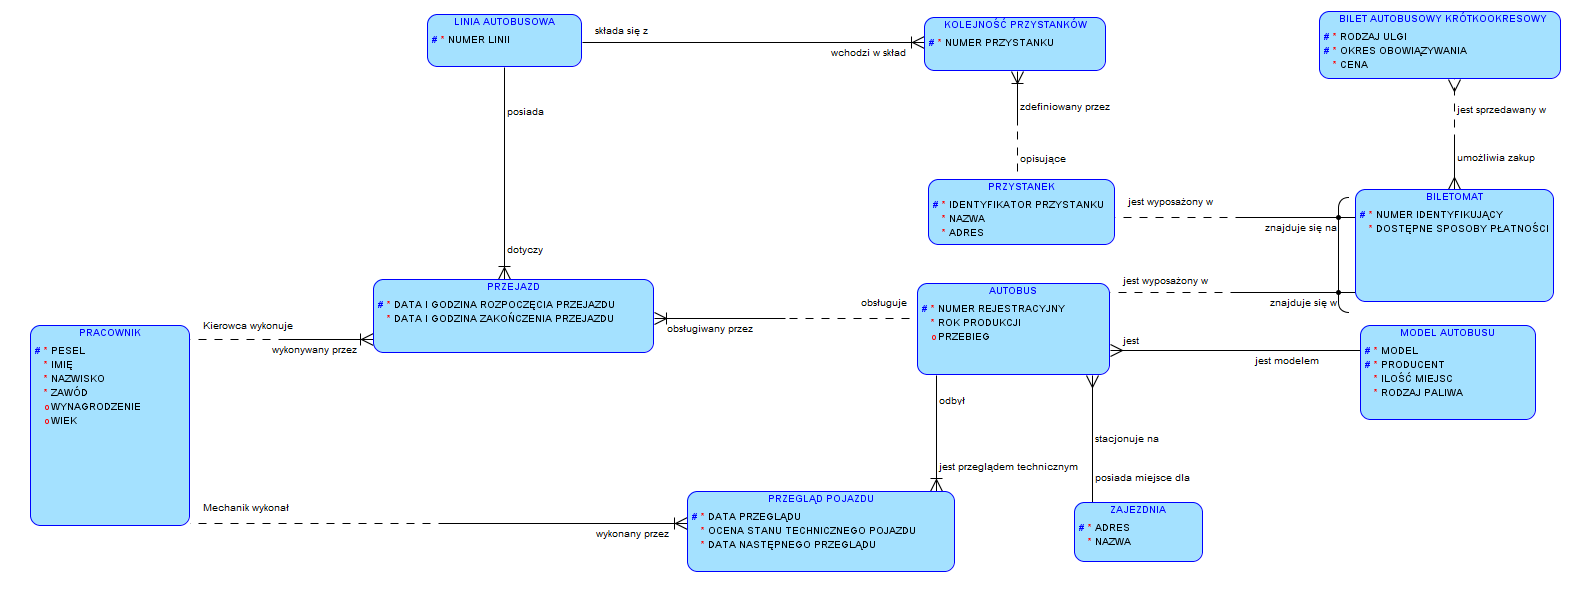 LINIA AUTOBUSOWA
# * NUMER LINII
składa się z
wchodzi w skład
KOLEJNOŚĆ PRZYSTANKÓW
# * NUMER PRZYSTANKU
BILET AUTOBUSOWY KRÓTKOOKRESOWY
# * RODZAJ ULGI
# * OKRES OBOWIĄZYWANIA
* CENA
posiada
dotyczy
zdefiniowany przez
opisujące
jest sprzedawany w
umożliwia zakup
PRZYSTANEK
# * IDENTYFIKATOR PRZYSTANKU
* NAZWA
* ADRES
jest wyposażony w
znajduje się na
BILETOMAT
# * NUMER IDENTYFIKUJĄCY
* DOSTĘPNE SPOSOBY PŁATNOŚCI
jest wyposażony w
znajduje się w
PRZEJAZD
# * DATA I GODZINA ROZPOCZĘCIA PRZEJAZDU
* DATA I GODZINA ZAKOŃCZENIA PRZEJAZDU
obsługuje
obsługiwany przez
AUTOBUS
# * NUMER REJESTRACYJNY
* ROK PRODUKCJI
o PRZEBIEG
PRACOWNIK
# * PESEL
* IMIĘ
* NAZWISKO
* ZAWÓD
o WYNAGRODZENIE
o WIEK
Kierowca wykonuje
wykonywany przez
jest
jest modelem
MODEL AUTOBUSU
# * MODEL
# * PRODUCENT
* ILOŚĆ MIEJSC
* RODZAJ PALIWA
odbył
jest przeglądem technicznym
stacjonuje na
posiada miejsce dla
Mechanik wykonał
wykonany przez
PRZEGLĄD POJAZDU
# * DATA PRZEGLĄDU
* OCENA STANU TECHNICZNEGO POJAZDU
* DATA NASTĘPNEGO PRZEGLĄDU
ZAJEZDNIA
# * ADRES
* NAZWA